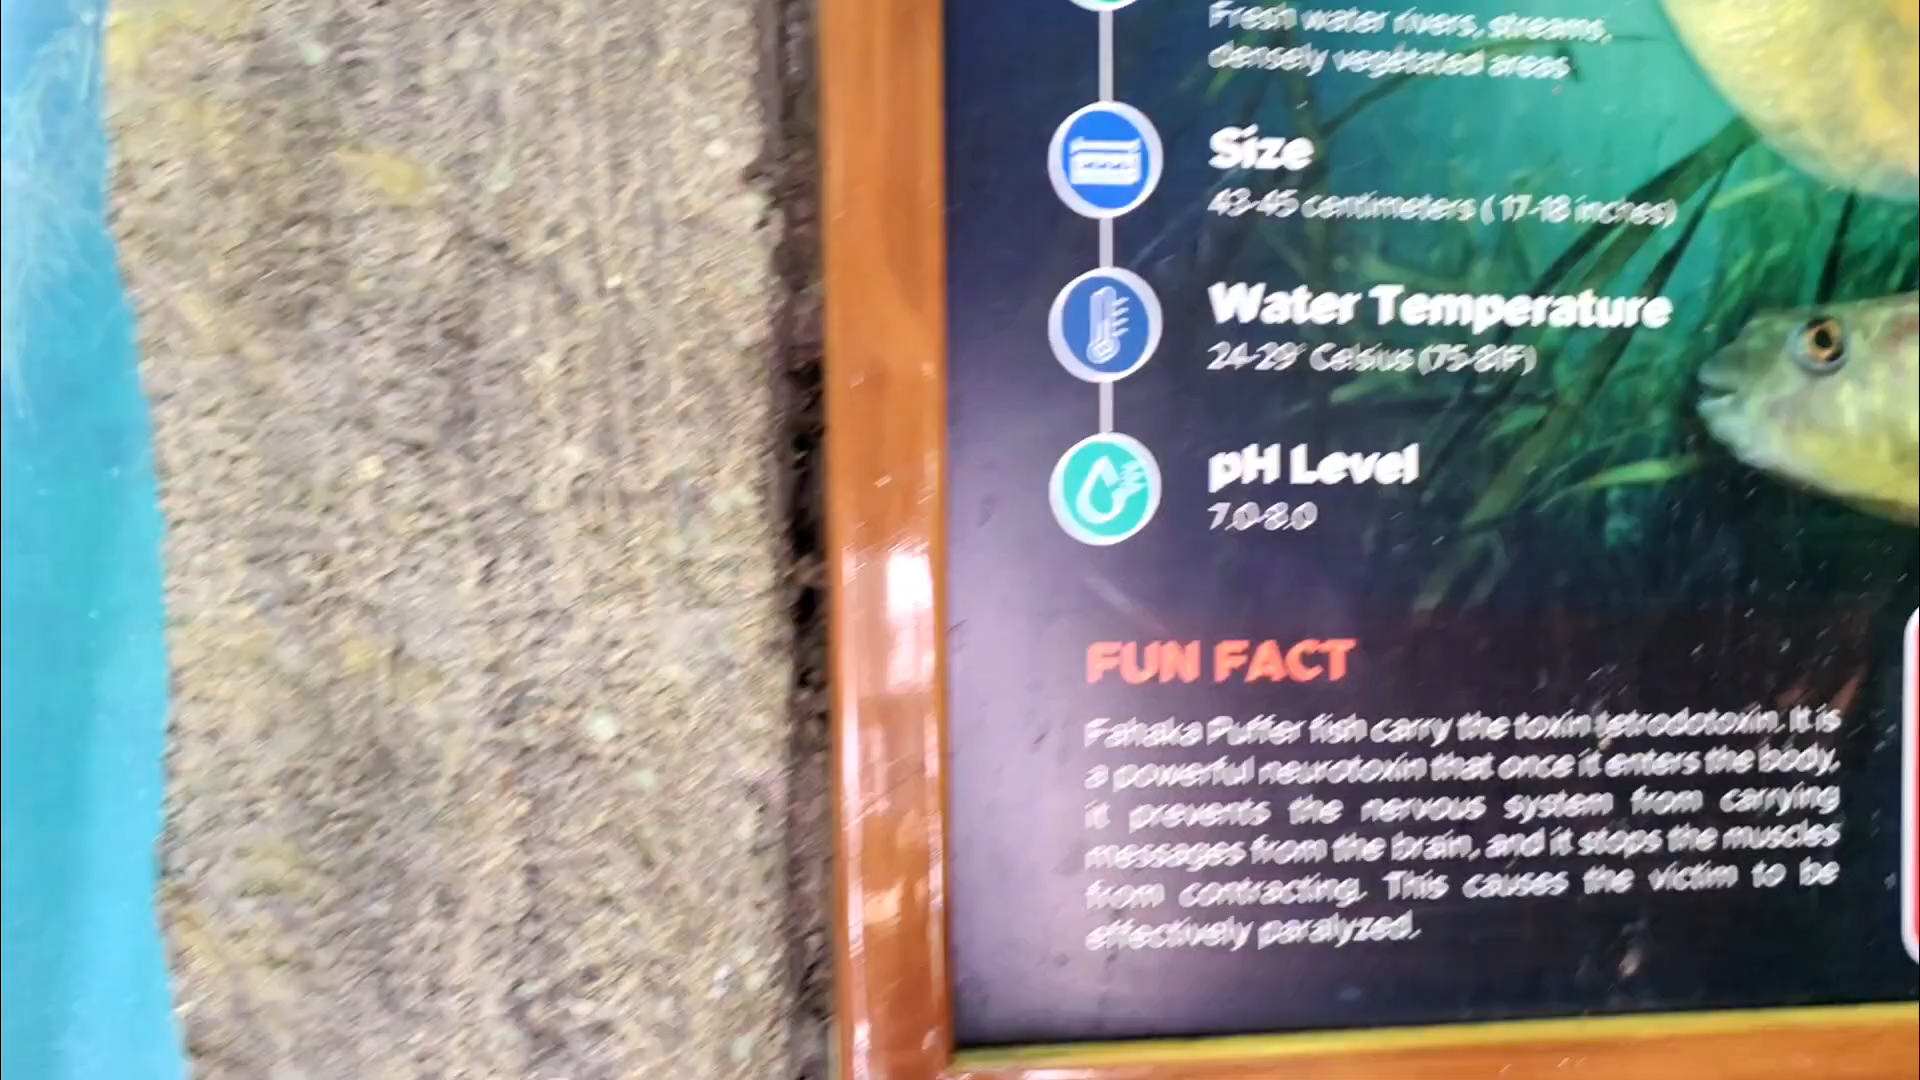 Fresh water rivers, streams,
densely vegetated areas
Size
43-45 centimeters ( 17-18 inches)
Water Temperature
24-29° Celsius (75-81F)
pH Level
7.0-8.0
FUN FACT
Fahaka Puffer fish carry the toxin tetrodotoxin. It is
a powerful neurotoxin that once it enters the body,
it prevents the nervous system from carrying
messages from the brain, and it stops the muscles
from contracting. This causes the victim to be
effectively paralyzed.